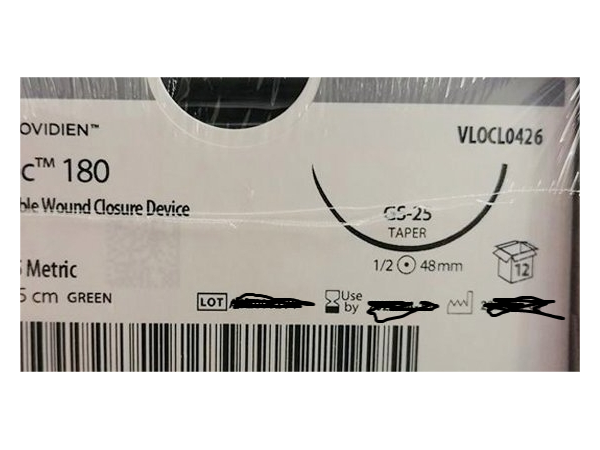 OVIDIEN™
VLOCL0426
c™ 180
ble Wound Closure Device
GS-25
TAPER
1/2 48mm
12
Metric
5 cm GREEN
LOT
Use
by